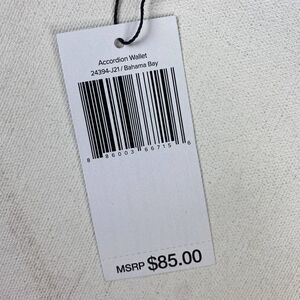 Accordion Wallet
24394-J21 / Bahama Bay
8 86003 66715 6
MSRP $85.00